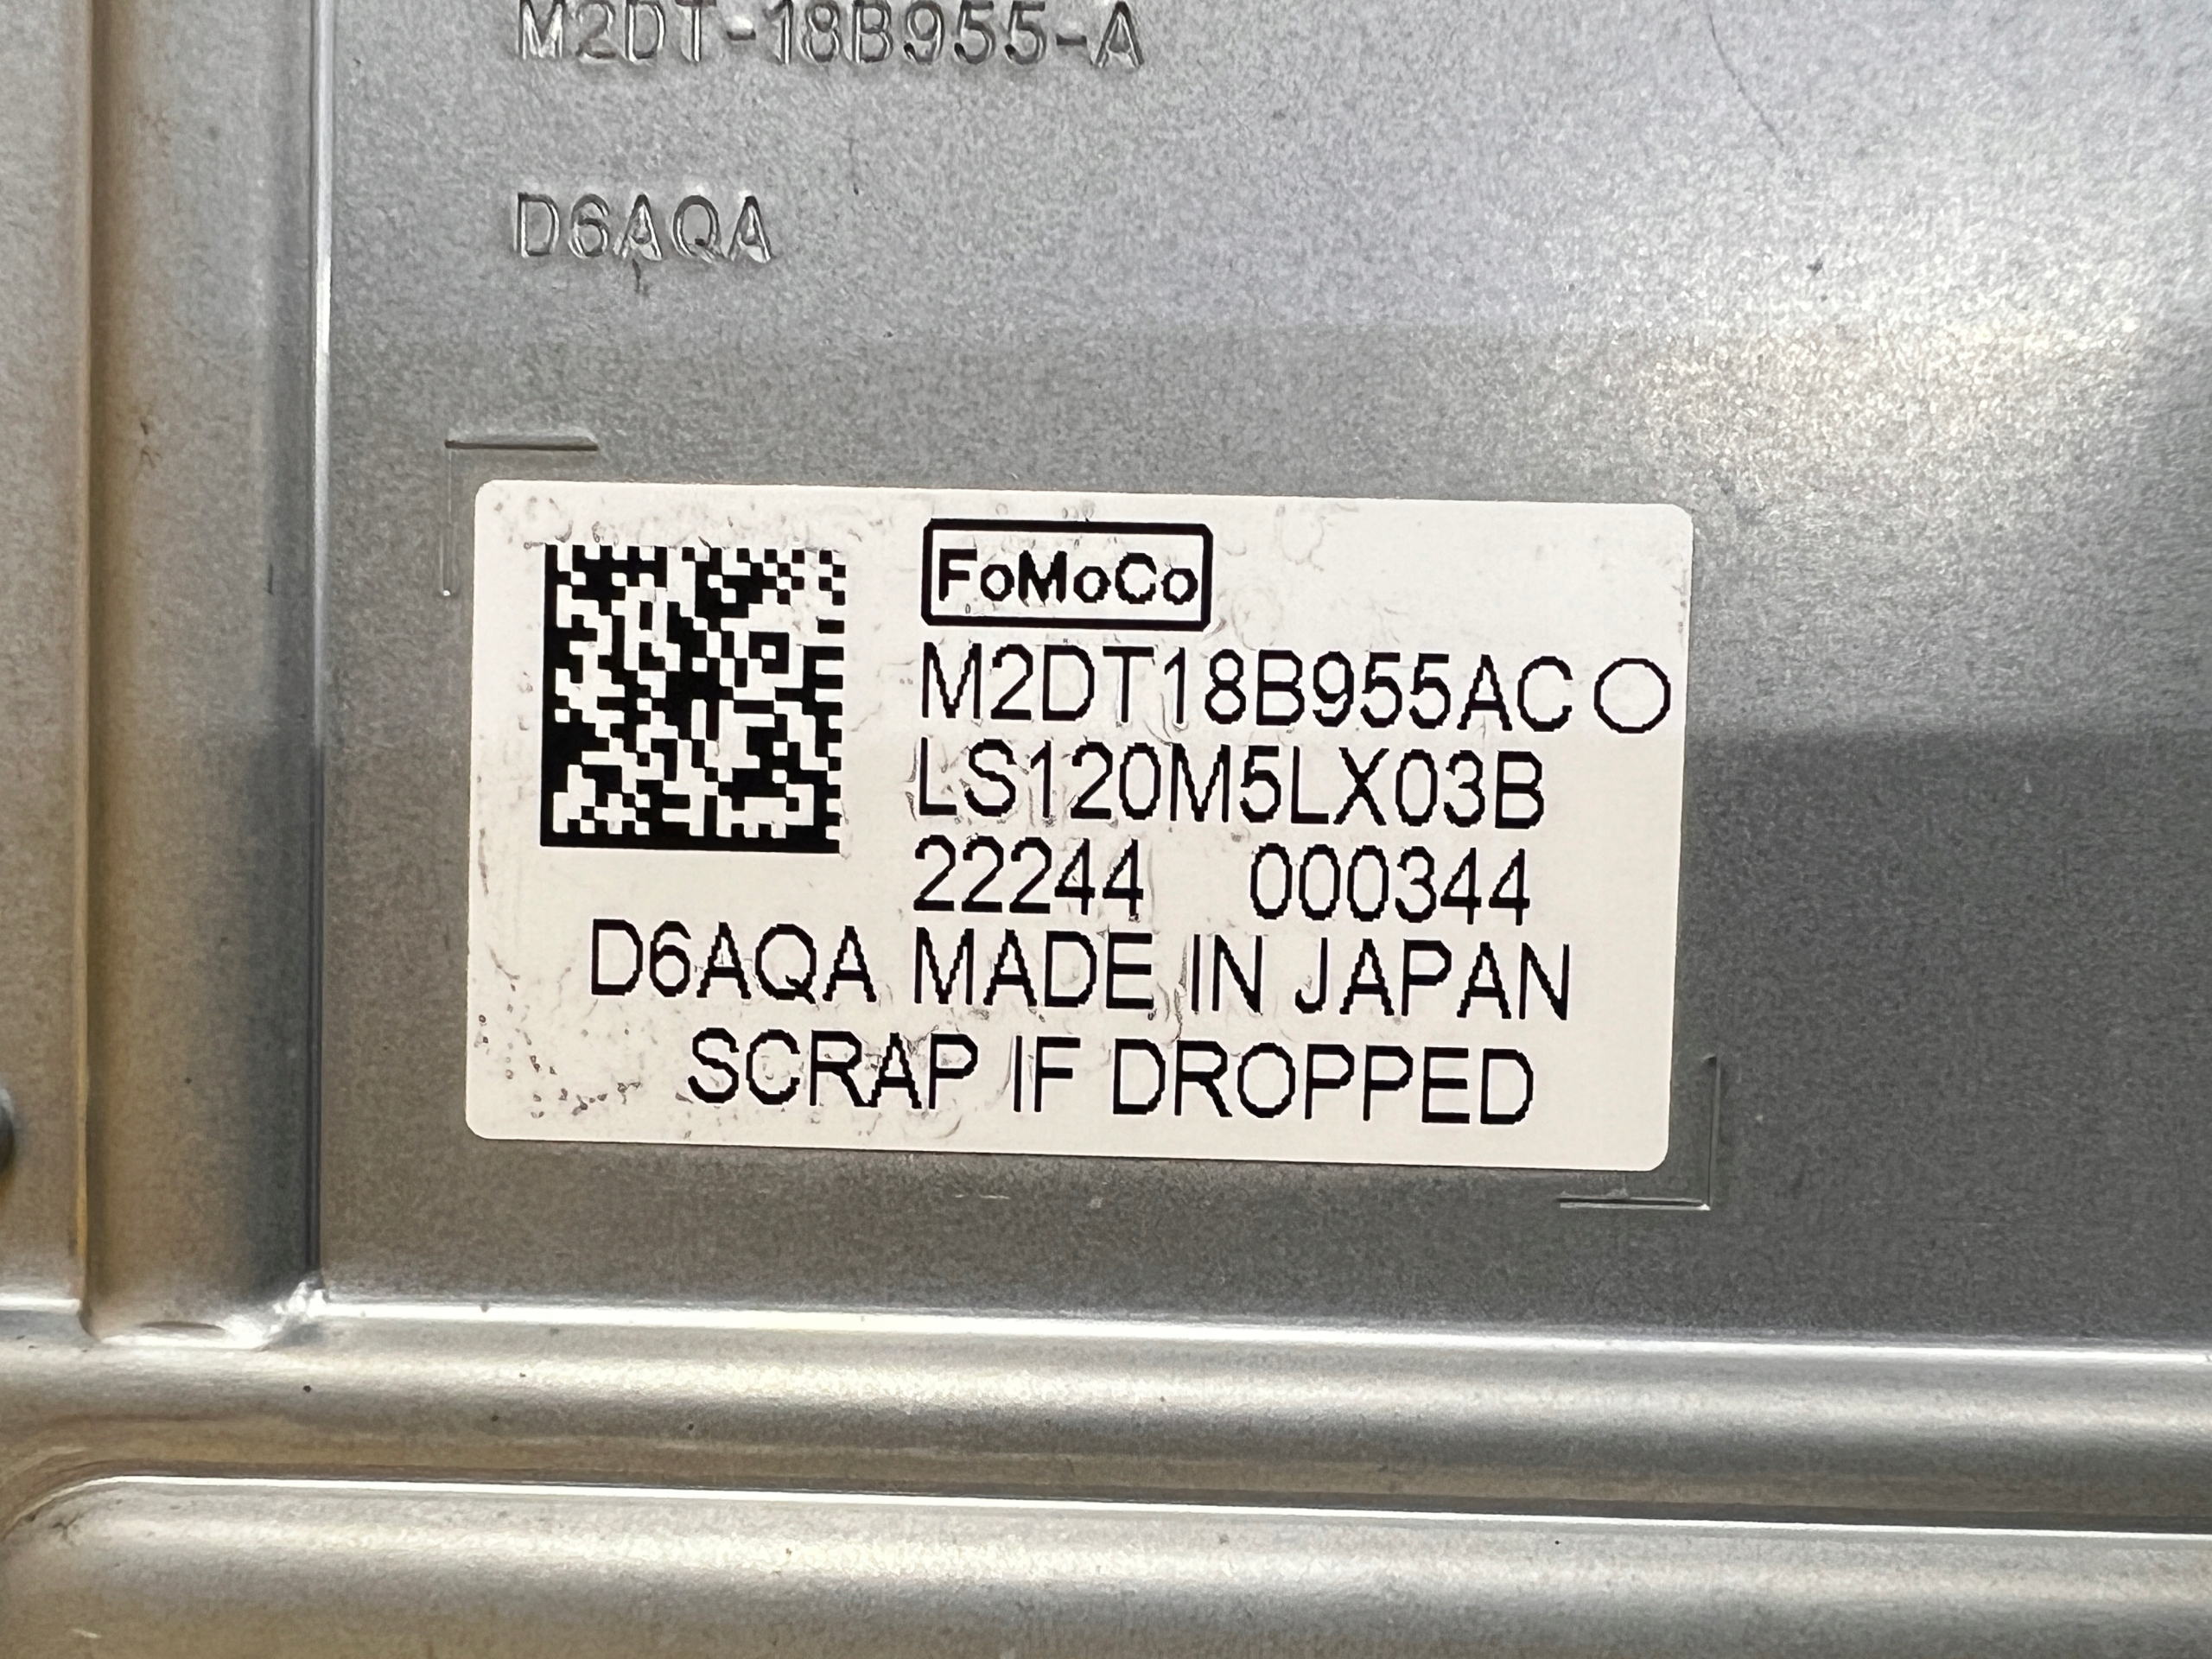 M2DT-18B955-A
D6AQA
FoMoCo
M2DT18B955AC
LS120M5LX03B
22244 000344
D6AQA MADE IN JAPAN
SCRAP IF DROPPED